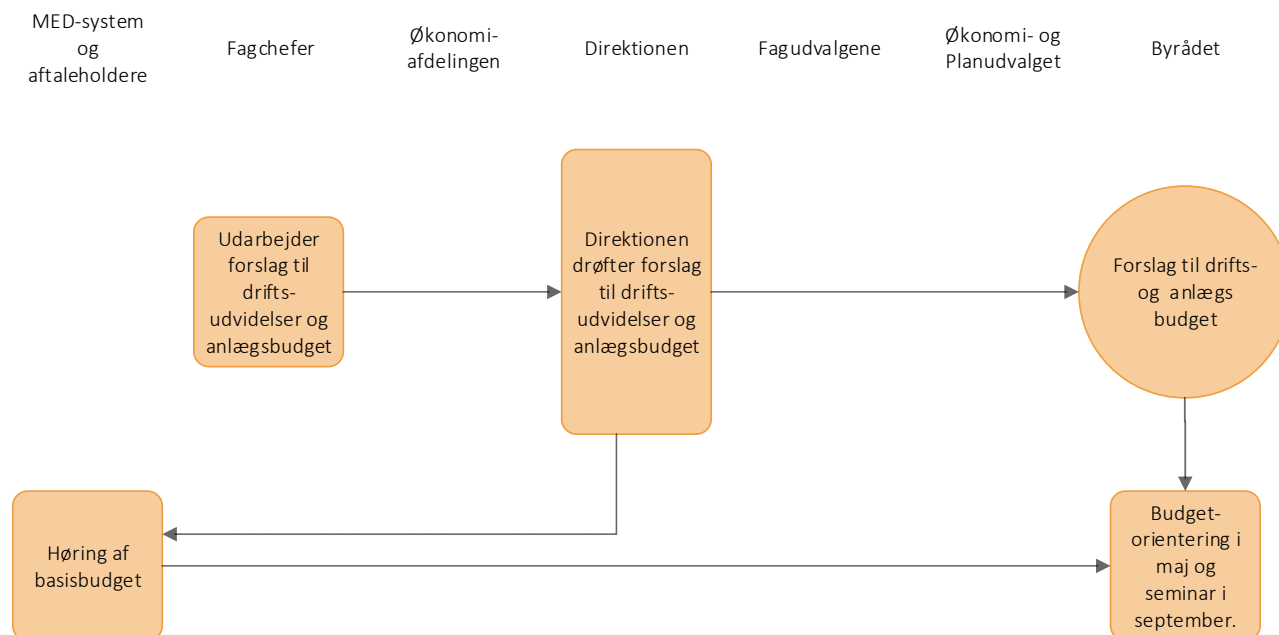 MED-system
og
aftaleholdere
Fagchefer
Økonomi-
afdelingen
Direktionen
Fagudvalgene
Økonomi- og
Planudvalget
Byrådet
Udarbejder
forslag til
drifts-
udvidelser og
anlægsbudget
Direktionen
drøfter forslag
til drifts-
udvidelser og
anlægsbudget
Forslag til drifts-
og anlægs
budget
Høring af
basisbudget
Budget-
orientering i
maj og
seminar i
september.